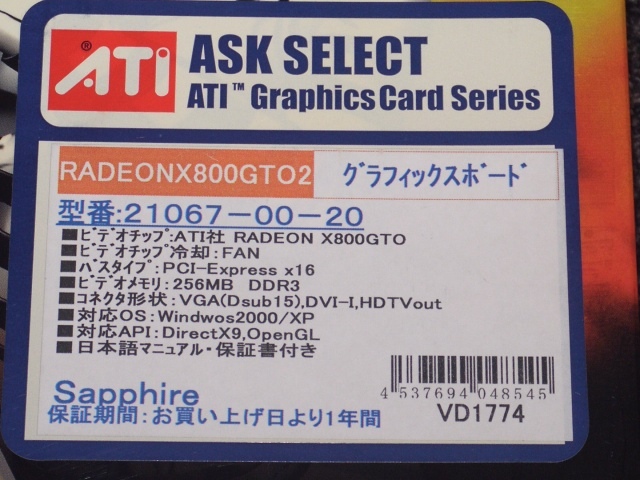 ATI®
ASK SELECT
ATI™ Graphics Card Series
RADEONX800GTO2 グラフィックスボード
型番:21067-00-20
■ビデオチップ:ATI社 RADEON X800GTO
■ビデオチップ冷却:FAN
■バスタイプ:PCI-Express x16
■ビデオメモリ:256MB DDR3
■コネクタ形状:VGA(Dsub15),DVI-I,HDTVout
■対応OS:Windwos2000/XP
■対応API:DirectX9,OpenGL
■日本語マニュアル・保証書付き
Sapphire
保証期間:お買い上げ日より1年間
4 537694 048545
VD1774